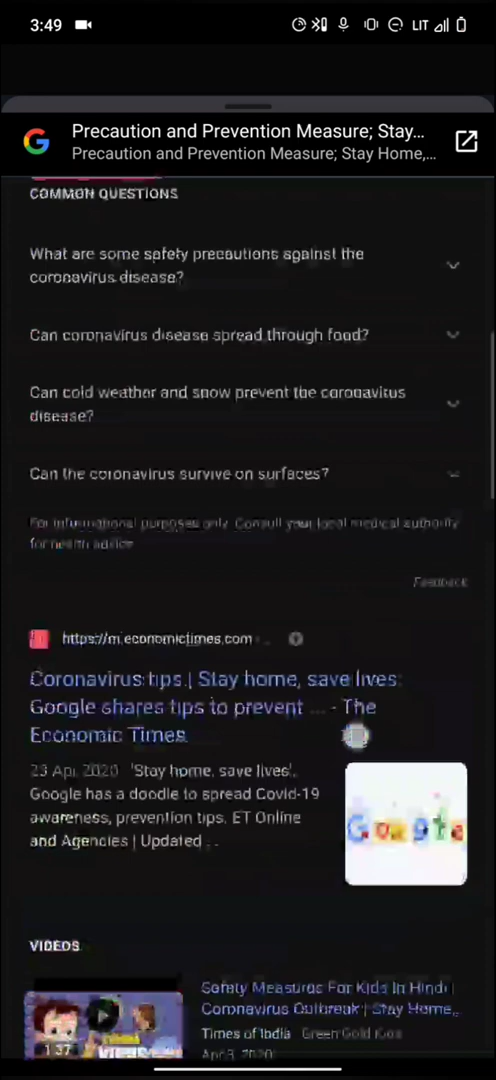 3:49
LIT
Precaution and Prevention Measure; Stay...
Precaution and Prevention Measure; Stay Home,...
COMMON QUESTIONS
What are some safety precautions against the
coronavirus disease?
Can coronavirus disease spread through food?
Can cold weather and snow prevent the coronavirus
disease?
Can the coronavirus survive on surfaces?
For informational purposes only. Consult your local medical authority
for health advice.
Feedback
https://m.economictimes.com
Coronavirus tips | Stay home, save lives:
Google shares tips to prevent ... - The
Economic Times
23 Apr 2020 'Stay home, save lives',
Google has a doodle to spread Covid-19
awareness, prevention tips. ET Online
and Agencies | Updated ...
Google
VIDEOS
Safety Measures For Kids In Hindi |
Coronavirus Outbreak | Stay Home,..
Times of India Green Gold Kids
Apr 3, 2020
1:37